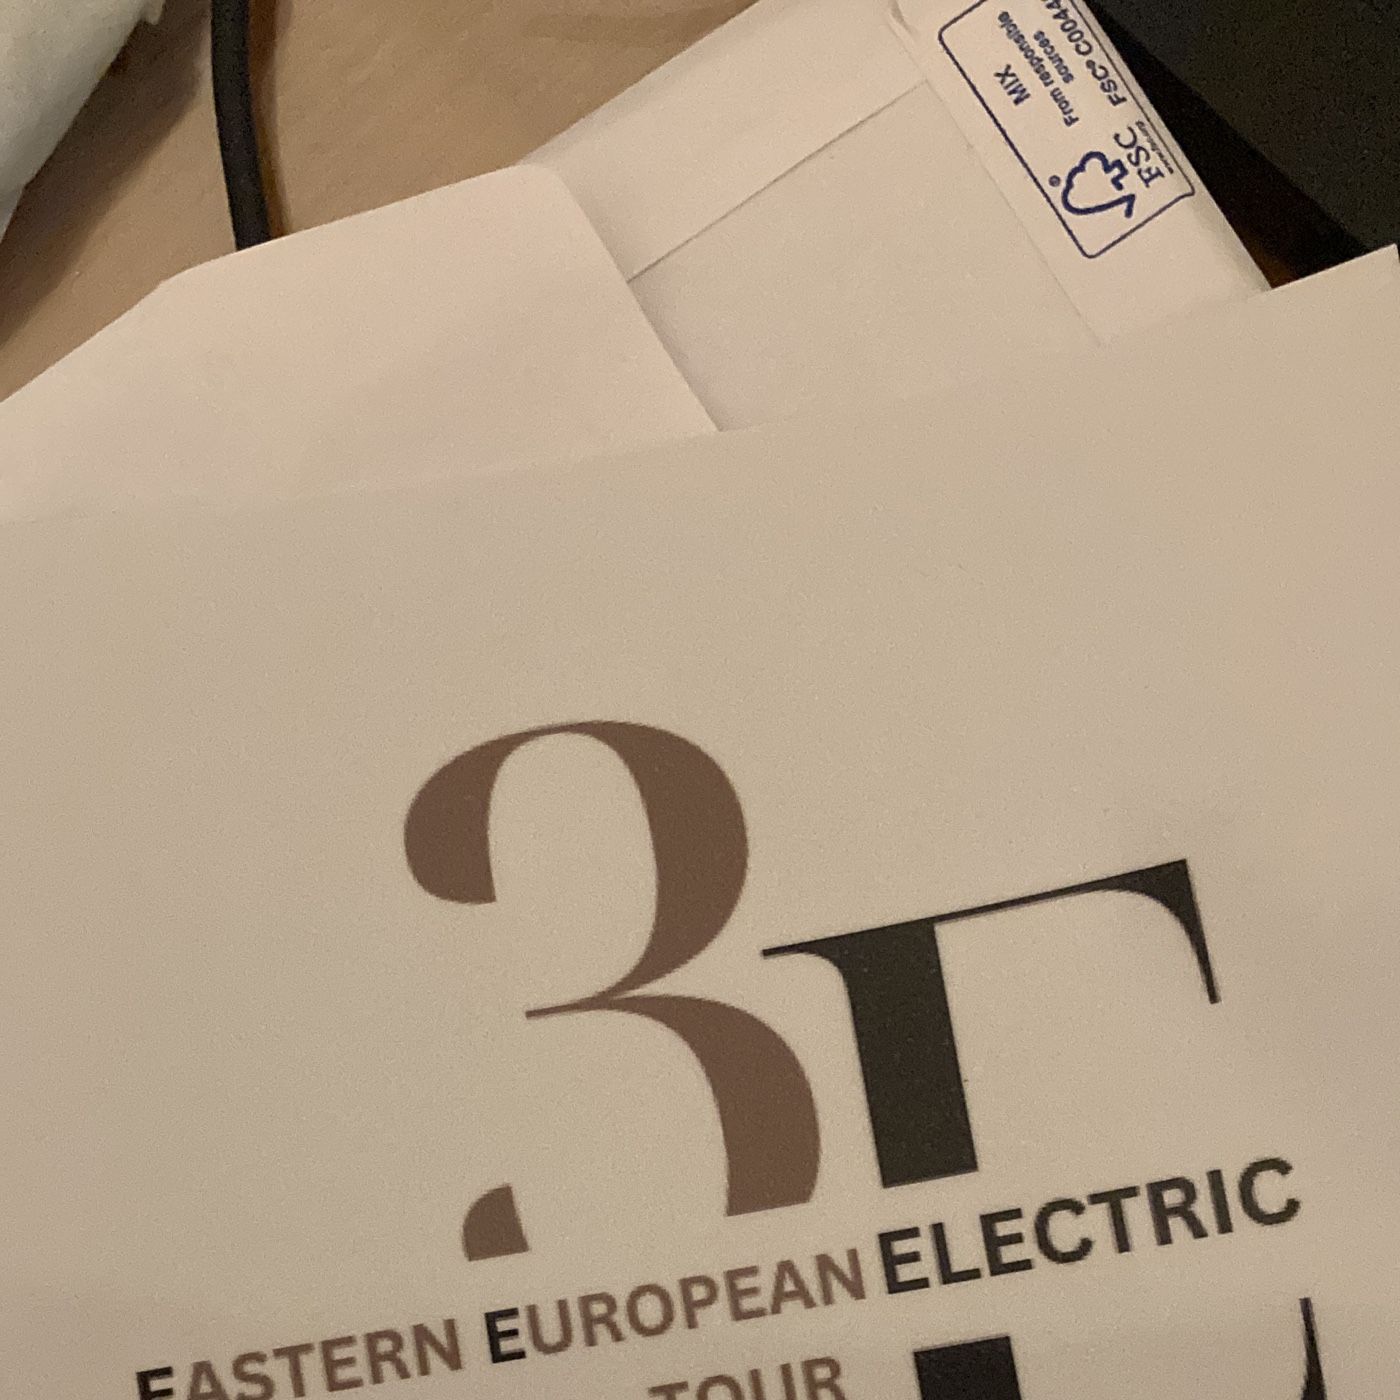 MIX
From responsible
sources
FSC
3E
EASTERN EUROPEAN ELECTRIC
TOUR